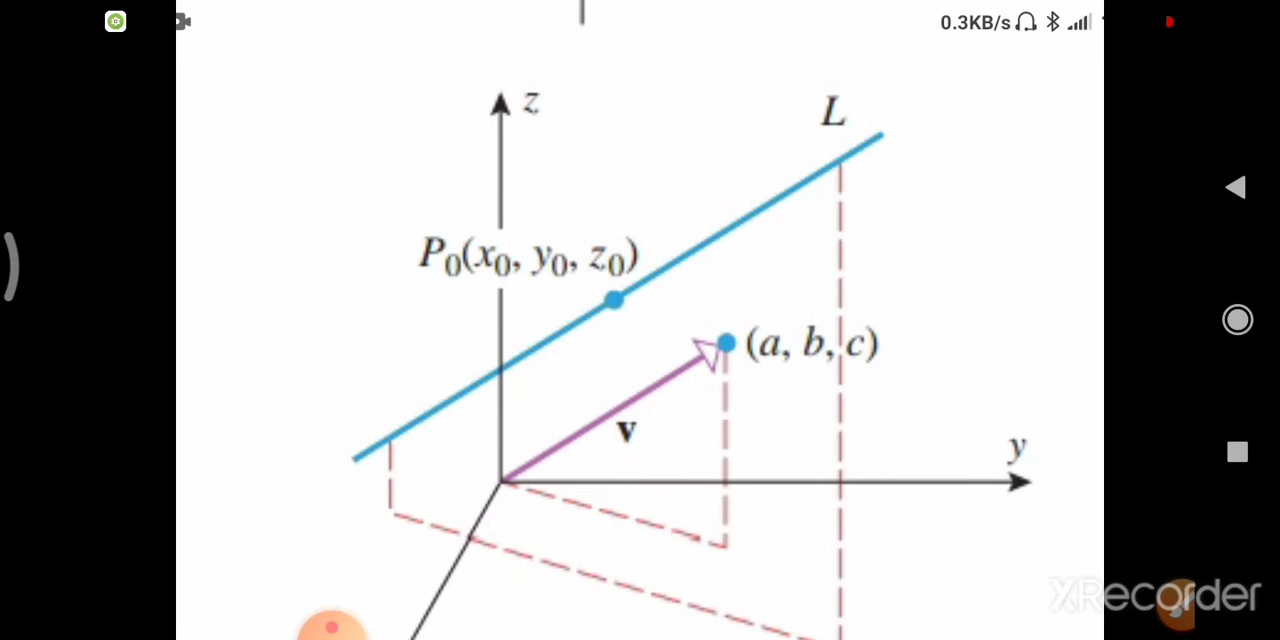 0.3KB/s
z
L
P₀(x₀, y₀, z₀)
(a, b, c)
v
y
XRecorder